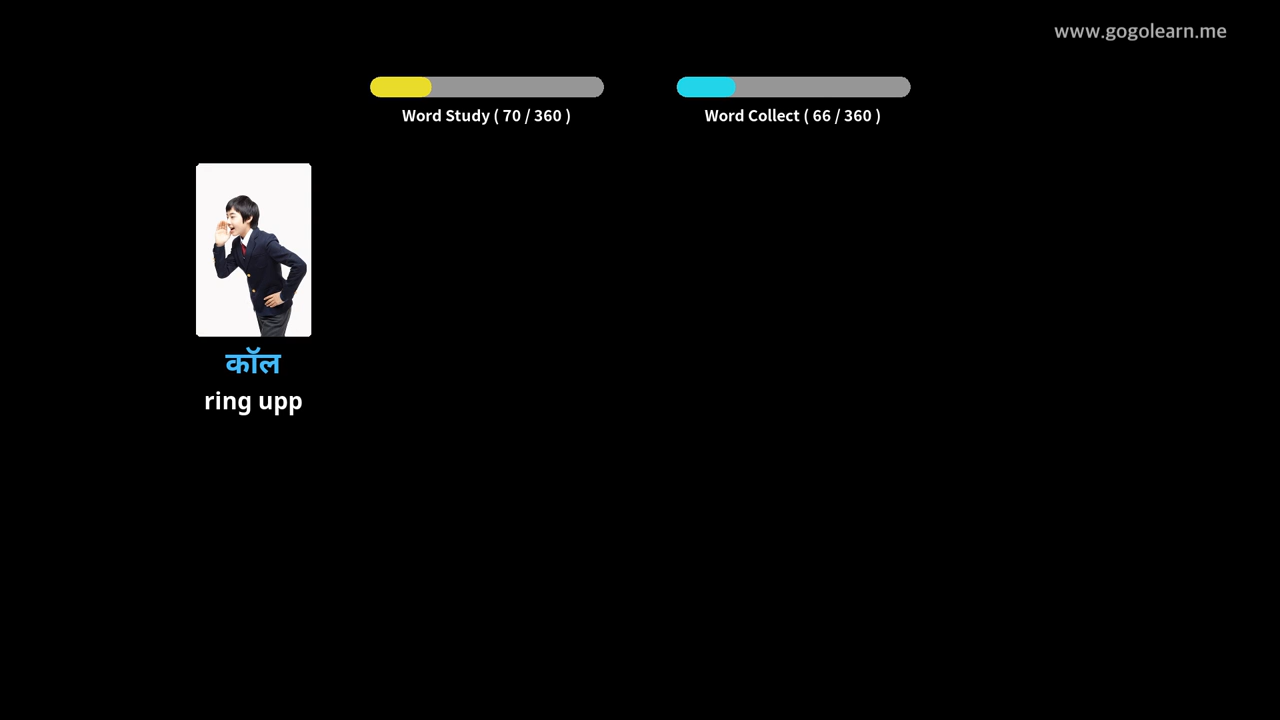 www.gogolearn.me
Word Study ( 70 / 360 )
Word Collect ( 66 / 360 )
कॉल
ring upp